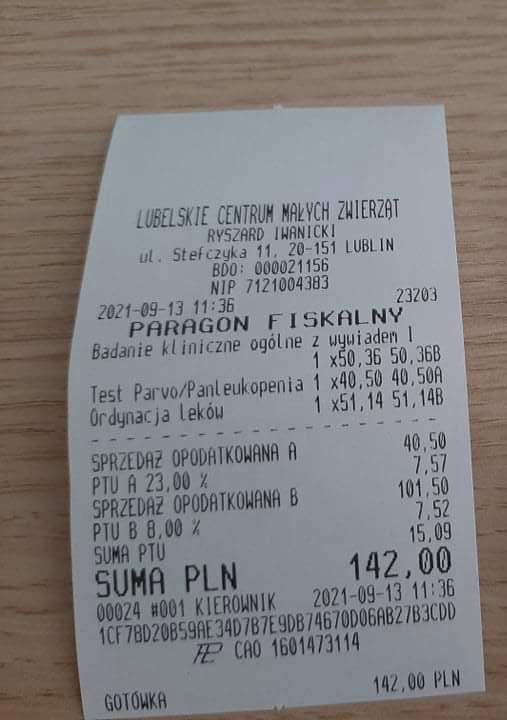 LUBELSKIE CENTRUM MAŁYCH ZWIERZĄT
RYSZARD IWANICKI
ul. Stefczyka 11, 20-151 LUBLIN
BDO: 000021156
NIP 7121004383
2021-09-13 11:36 23203
PARAGON FISKALNY
Badanie kliniczne ogólne z wywiadem I
1 x50,36 50,36B
Test Parvo/Panleukopenia 1 x40,50 40,50A
Ordynacja leków 1 x51,14 51,14B
SPRZEDAŻ OPODATKOWANA A 40,50
PTU A 23,00 % 7,57
SPRZEDAŻ OPODATKOWANA B 101,50
PTU B 8,00 % 7,52
SUMA PTU 15,09
SUMA PLN 142,00
00024 #001 KIEROWNIK 2021-09-13 11:36
1CF7BD20B59AE34D7B7E9DB74670D06AB27B3CDD
CAO 1601473114
GOTÓWKA 142,00 PLN